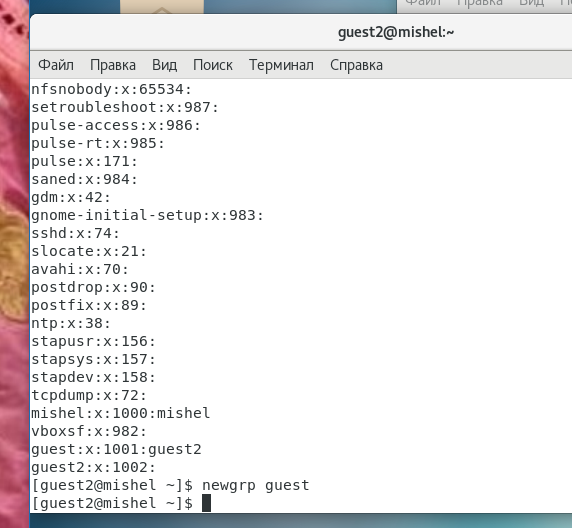 Файл Правка Вид
guest2@mishel:~
Файл Правка Вид Поиск Терминал Справка
nfsnobody:x:65534:
setroubleshoot:x:987:
pulse-access:x:986:
pulse-rt:x:985:
pulse:x:171:
saned:x:984:
gdm:x:42:
gnome-initial-setup:x:983:
sshd:x:74:
slocate:x:21:
avahi:x:70:
postdrop:x:90:
postfix:x:89:
ntp:x:38:
stapusr:x:156:
stapsys:x:157:
stapdev:x:158:
tcpdump:x:72:
mishel:x:1000:mishel
vboxsf:x:982:
guest:x:1001:guest2
guest2:x:1002:
[guest2@mishel ~]$ newgrp guest
[guest2@mishel ~]$